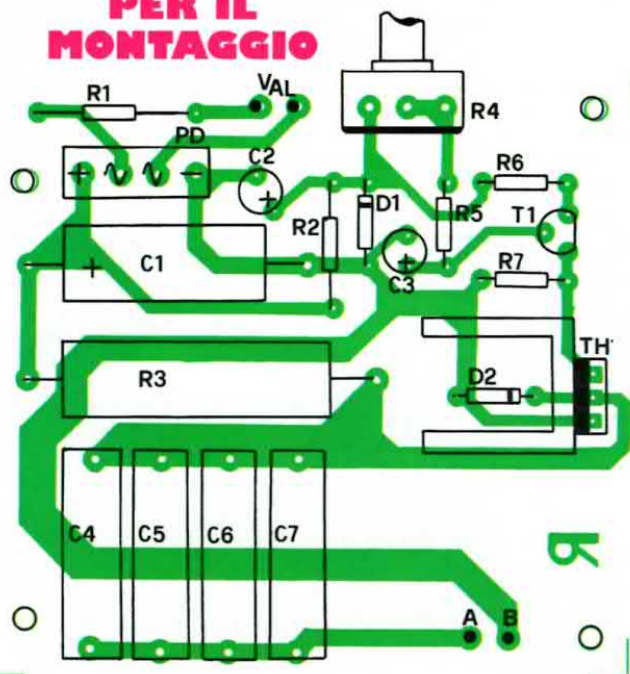 PER IL
MONTAGGIO
R1
VAL
R4
PD
+ ∿ ∿ −
C2
R6
D1
R5
T1
R2
C1
+
C3
+
+
R7
TH
R3
D2
C4
C5
C6
C7
A
B